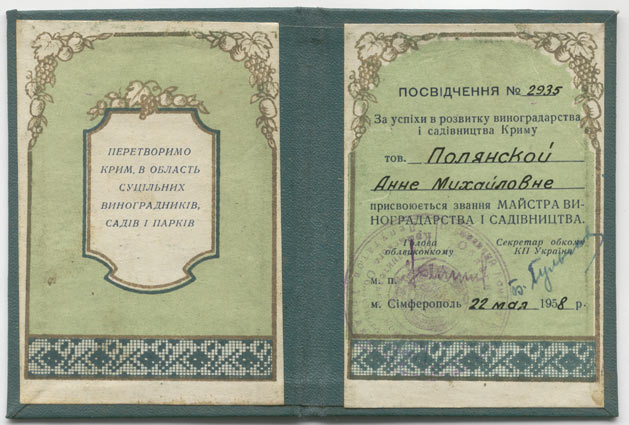 ПЕРЕТВОРИМО
КРИМ, В ОБЛАСТЬ
СУЦІЛЬНИХ
ВИНОГРАДНИКІВ,
САДІВ І ПАРКІВ
ПОСВІДЧЕННЯ № 2935
За успіхи в розвитку виноградарства
і садівництва Криму
тов. Полянской
Анне Михайловне
присвоюється звання МАЙСТРА ВИ-
НОГРАДАРСТВА І САДІВНИЦТВА.
Голова
облвиконкому
Секретар обкому
КП України
м. п.
м. Сімферополь 22 мая 1958 р.